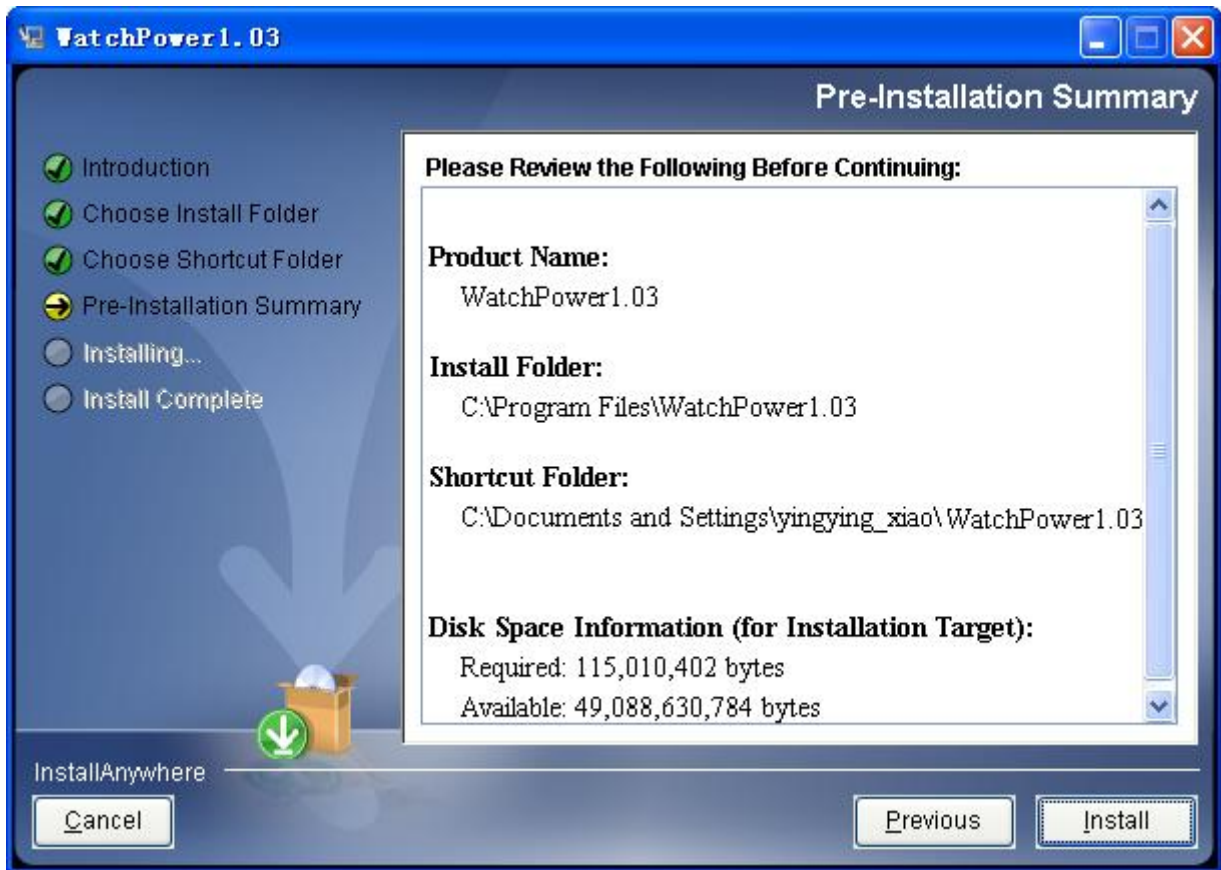 WatchPower1.03
Pre-Installation Summary
Introduction
Choose Install Folder
Choose Shortcut Folder
Pre-Installation Summary
Installing...
Install Complete
Please Review the Following Before Continuing:
Product Name:
WatchPower1.03
Install Folder:
C:\Program Files\WatchPower1.03
Shortcut Folder:
C:\Documents and Settings\yingying_xiao\WatchPower1.03
Disk Space Information (for Installation Target):
Required: 115,010,402 bytes
Available: 49,088,630,784 bytes
InstallAnywhere
Cancel
Previous
Install